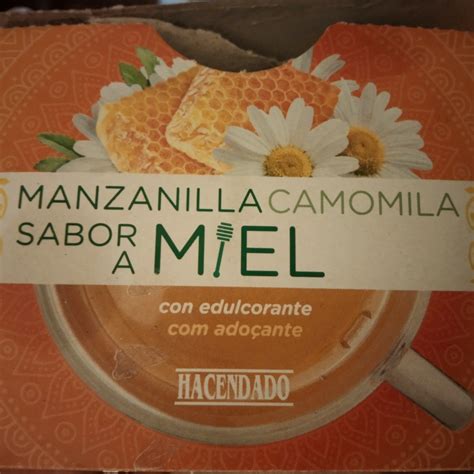 MANZANILLA CAMOMILA
SABOR
A MIEL
con edulcorante
com adoçante
HACENDADO